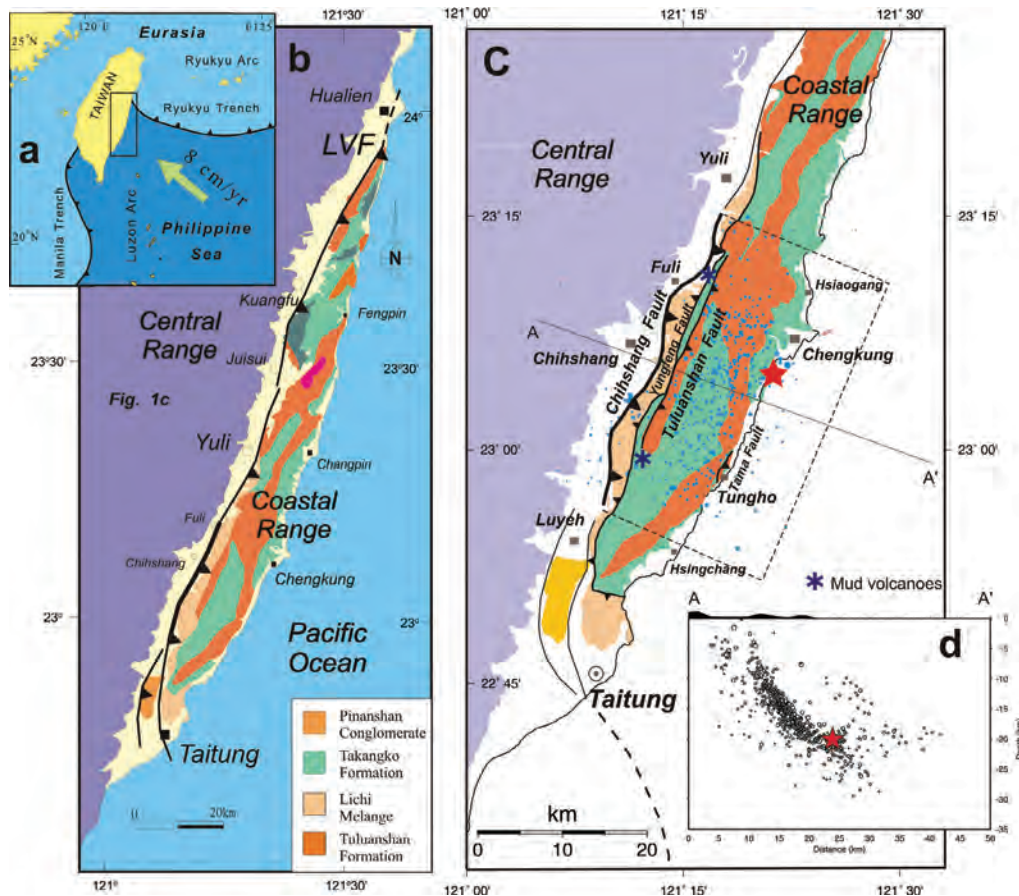 120 0
0125
25°N
Eurasia
Ryukyu Arc
TAIWAN
Ryukyu Trench
a
8 cm/yr
Manila Trench
Luzon Arc
20°N
Philippine
Sea
121°30'
b
Hualien
24°
LVF
N
Kuangfu
Fengpin
Central
Range
Juisui
23°30'
23°30'
Fig. 1c
Yuli
Changpin
Coastal
Range
Fuli
Chihshang
Chengkung
23°
23°
Pacific
Ocean
Taitung
Pinanshan
Conglomerate
Takangko
Formation
Lichi
Melange
Tuluanshan
Formation
20km
121°
121°30'
121° 00'
121°15'
121° 30'
C
Coastal
Range
Central
Range
Yuli
23° 15'
23° 15'
Fuli
Hsiaogang
A
Chihshang
Chihshang Fault
Yungfeng Fault
Tuluanshan Fault
Chengkung
23° 00'
23° 00'
Tama Fault
A'
Tungho
Luyeh
Hsingchang
Mud volcanoes
22° 45'
Taitung
km
0 10 20
121° 00'
121° 15'
121° 30'
A
A'
d
0
-5
-10
-15
-20
-25
-30
-35
0 5 10 15 20 25 30 35 40 45 50
Distance (km)